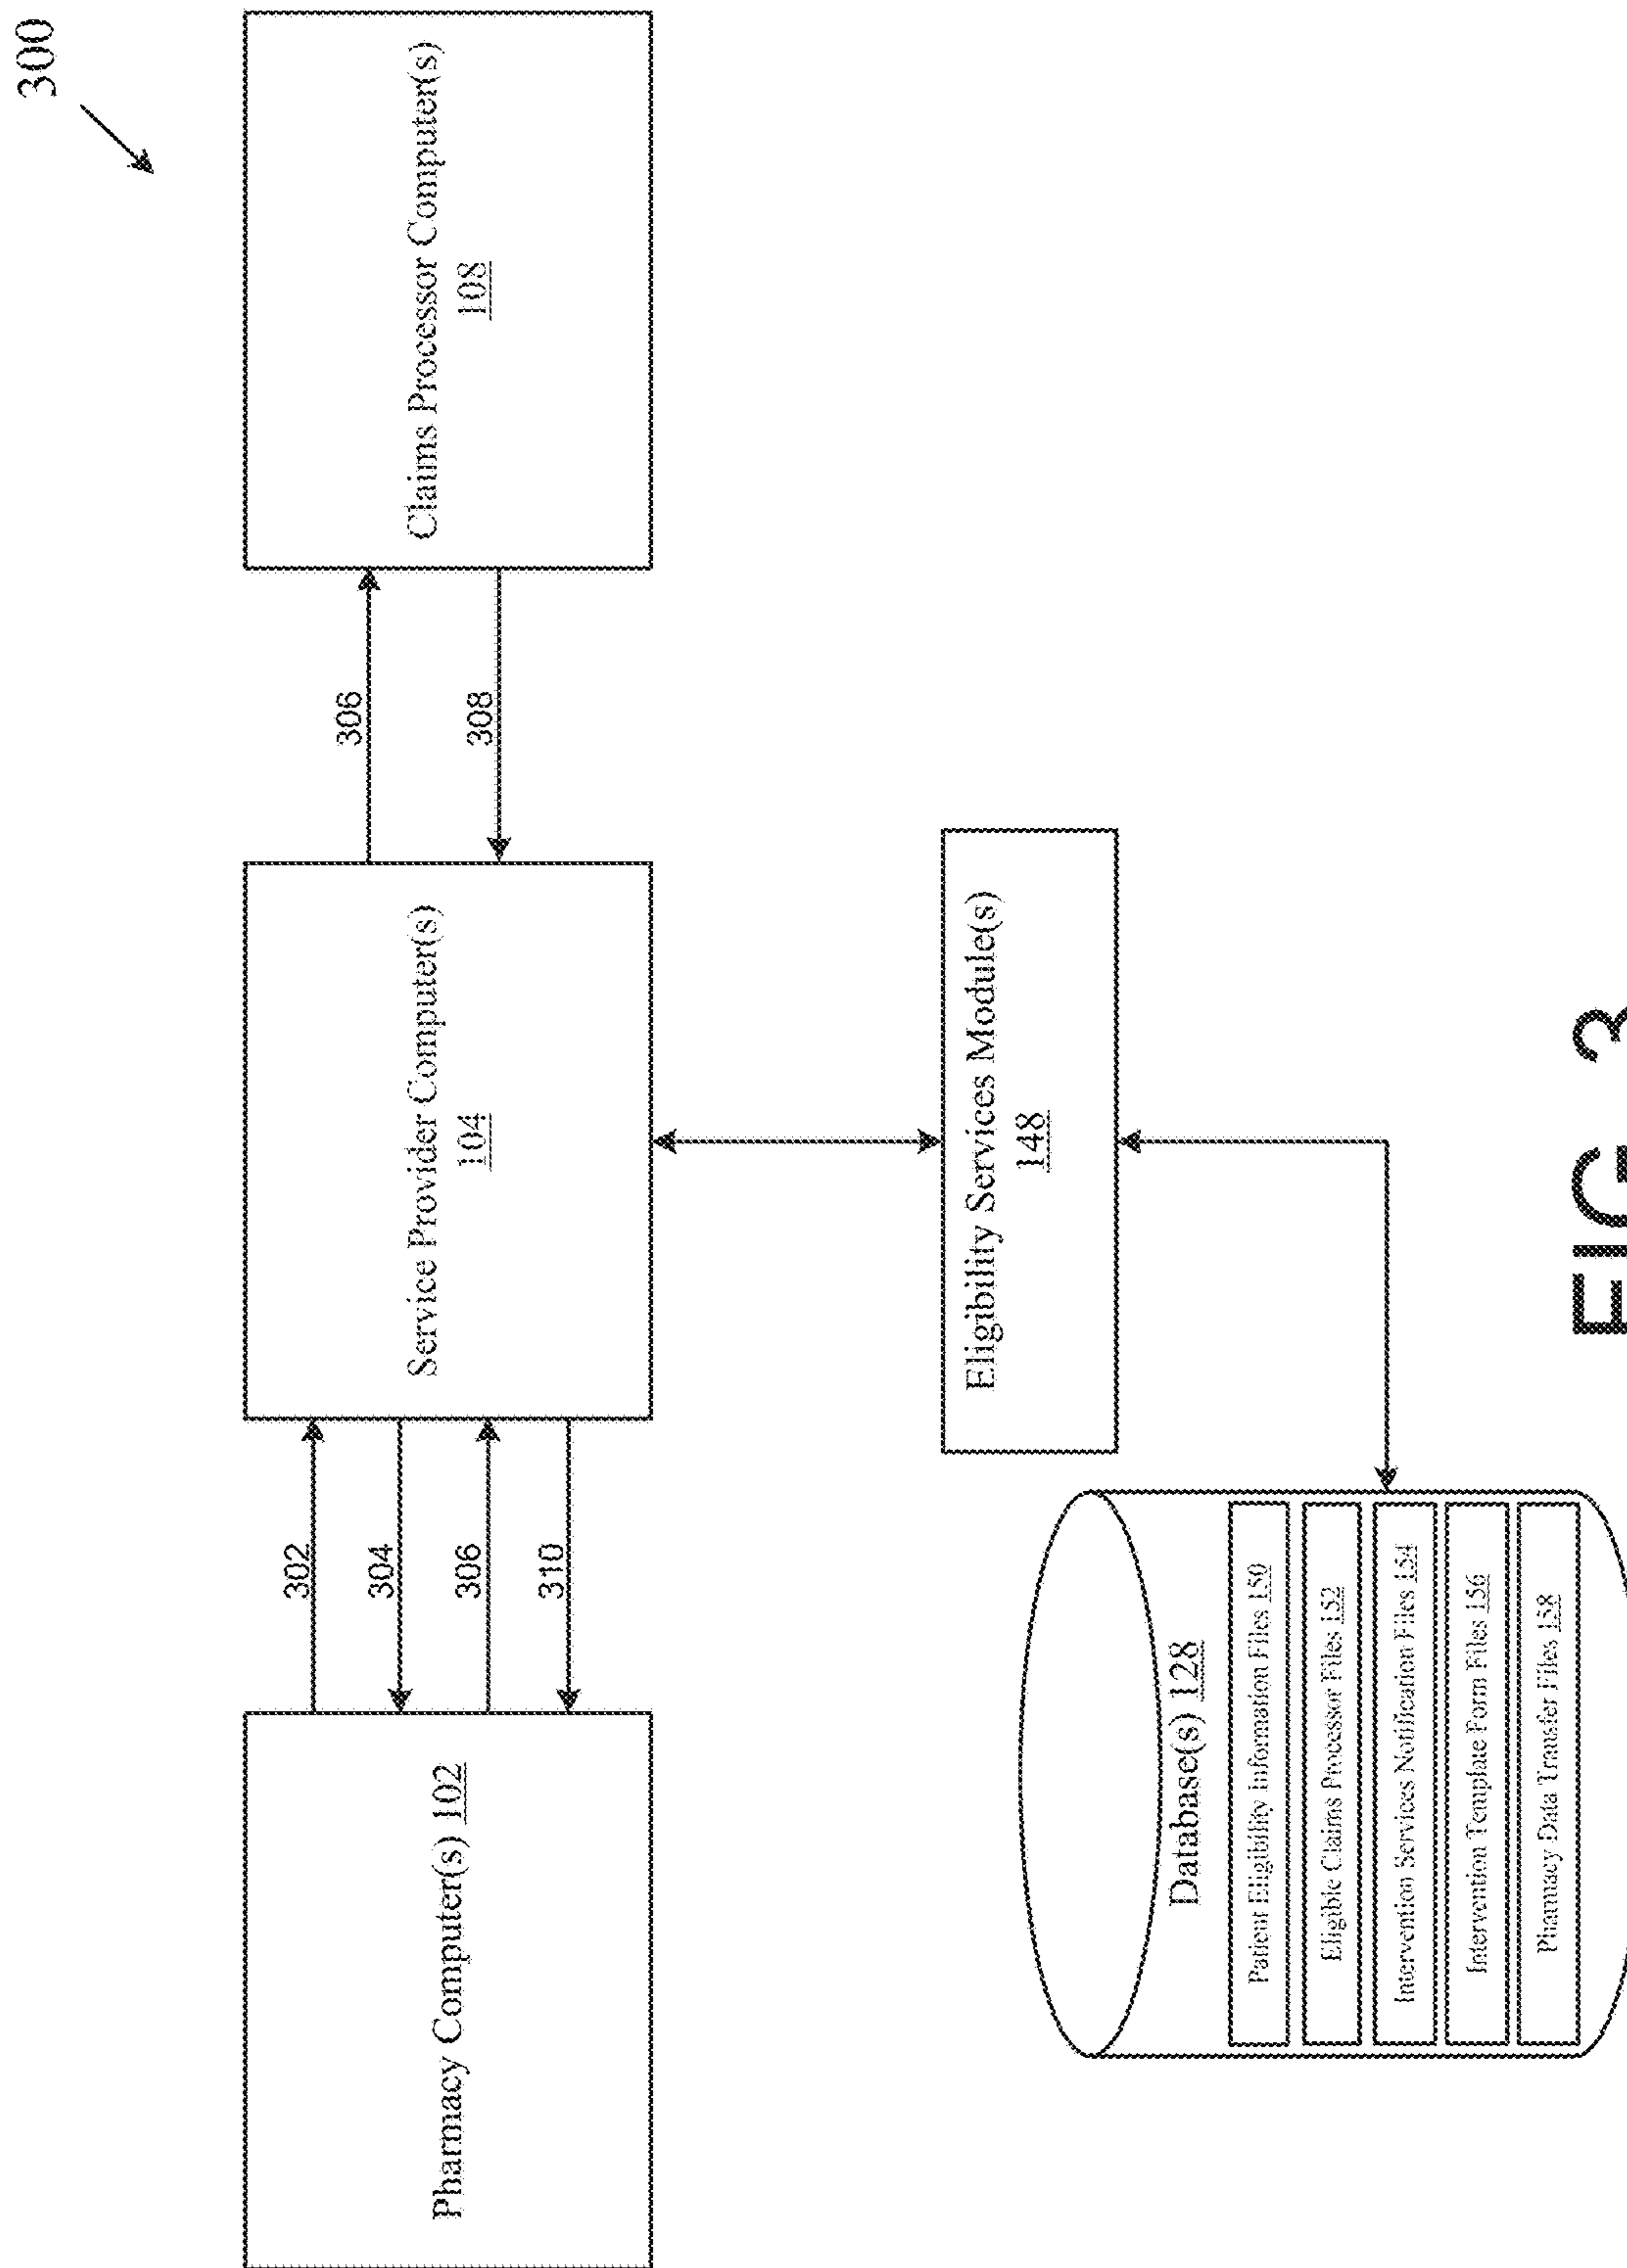 300
Pharmacy Computer(s) 102
302
304
306
310
Service Provider Computer(s)
104
306
308
Claims Processor Computer(s)
108
Eligibility Services Module(s)
148
Database(s) 128
Patient Eligibility Information Files 150
Eligible Claims Processor Files 152
Intervention Services Notification Files 154
Intervention Template Form Files 156
Pharmacy Data Transfer Files 158
FIG. 3